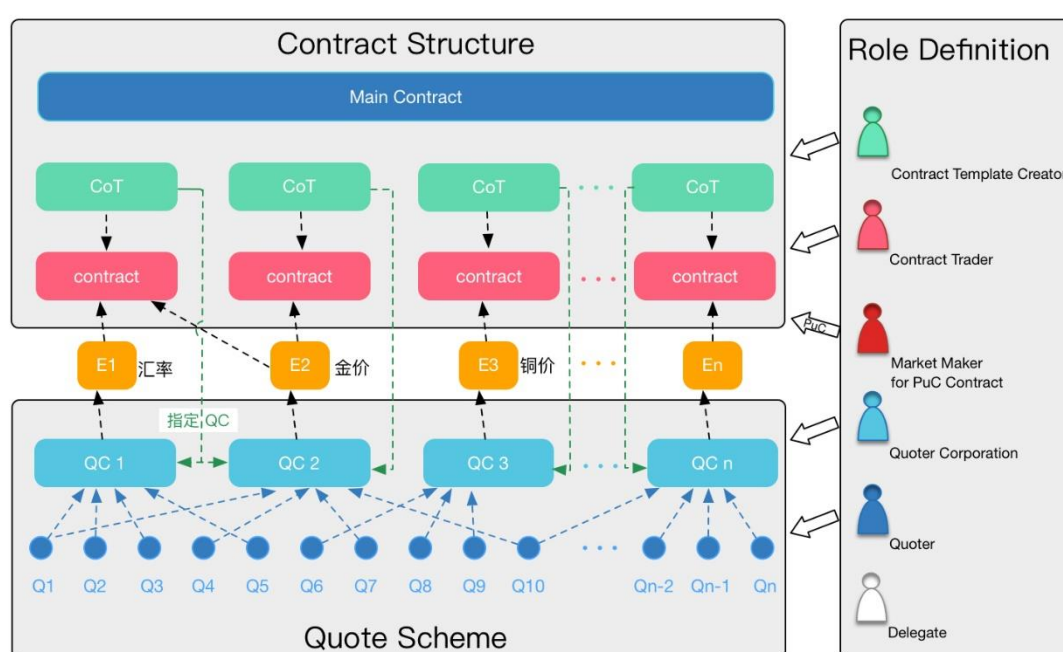 Contract Structure
Main Contract
CoT CoT CoT CoT
contract contract contract contract
E1 汇率 E2 金价 E3 铜价 En
指定 QC
QC 1 QC 2 QC 3 QC n
Q1 Q2 Q3 Q4 Q5 Q6 Q7 Q8 Q9 Q10 Qn-2 Qn-1 Qn
Quote Scheme
Role Definition
Contract Template Creator
Contract Trader
PuC
Market Maker
for PuC Contract
Quoter Corporation
Quoter
Delegate